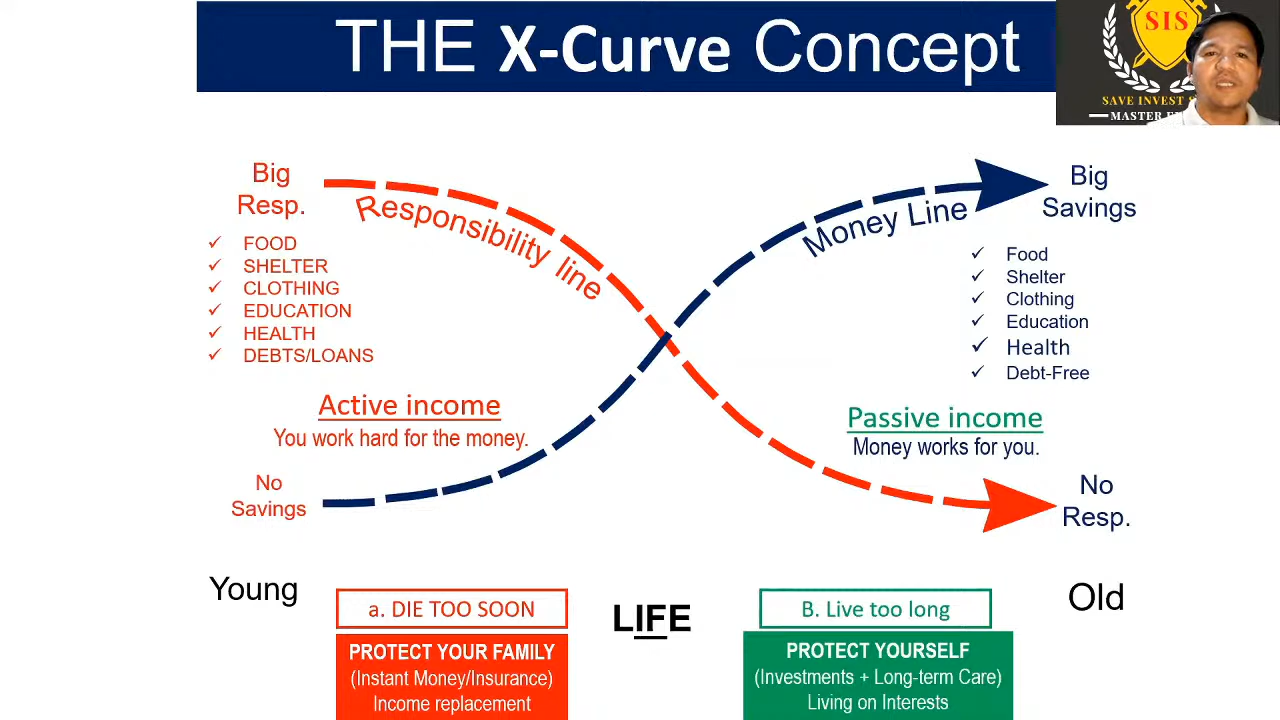 THE X-Curve Concept
SIS
SAVE INVEST
MASTER
Big
Resp.
FOOD
SHELTER
CLOTHING
EDUCATION
HEALTH
DEBTS/LOANS
Responsibility line
Money Line
Big
Savings
Food
Shelter
Clothing
Education
Health
Debt-Free
Active income
You work hard for the money.
Passive income
Money works for you.
No
Savings
No
Resp.
Young
a. DIE TOO SOON
PROTECT YOUR FAMILY
(Instant Money/Insurance)
Income replacement
LIFE
B. Live too long
PROTECT YOURSELF
(Investments + Long-term Care)
Living on Interests
Old